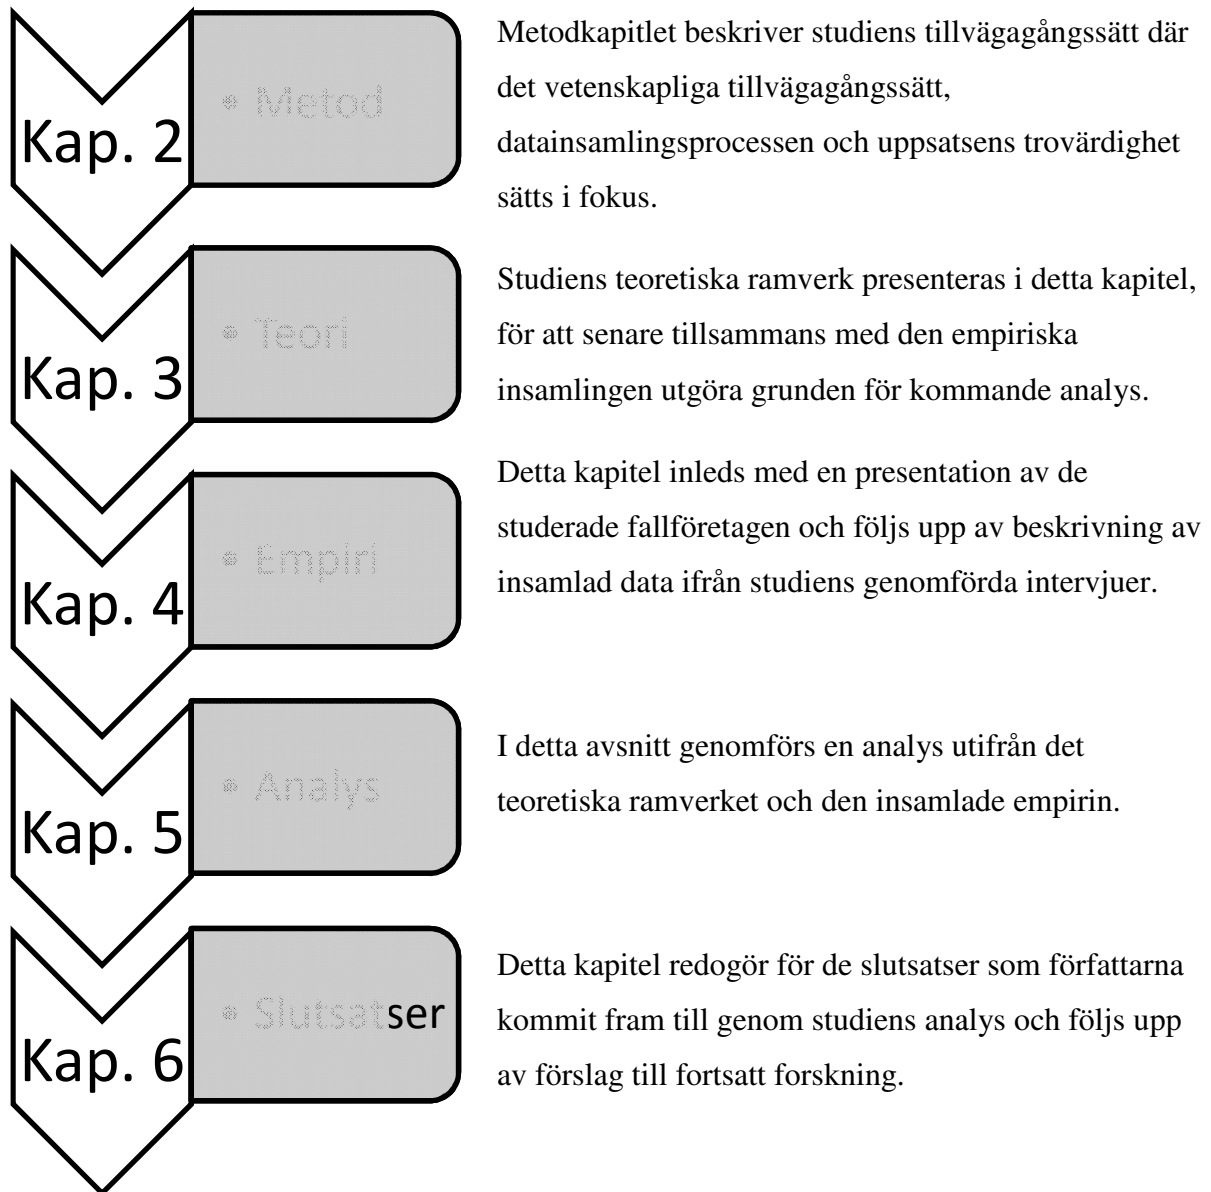 Kap. 2
• Metod
Metodkapitlet beskriver studiens tillvägagångssätt där
det vetenskapliga tillvägagångssätt,
datainsamlingsprocessen och uppsatsens trovärdighet
sätts i fokus.
Kap. 3
• Teori
Studiens teoretiska ramverk presenteras i detta kapitel,
för att senare tillsammans med den empiriska
insamlingen utgöra grunden för kommande analys.
Kap. 4
• Empiri
Detta kapitel inleds med en presentation av de
studerade fallföretagen och följs upp av beskrivning av
insamlad data ifrån studiens genomförda intervjuer.
Kap. 5
• Analys
I detta avsnitt genomförs en analys utifrån det
teoretiska ramverket och den insamlade empirin.
Kap. 6
• Slutsatser
Detta kapitel redogör för de slutsatser som författarna
kommit fram till genom studiens analys och följs upp
av förslag till fortsatt forskning.